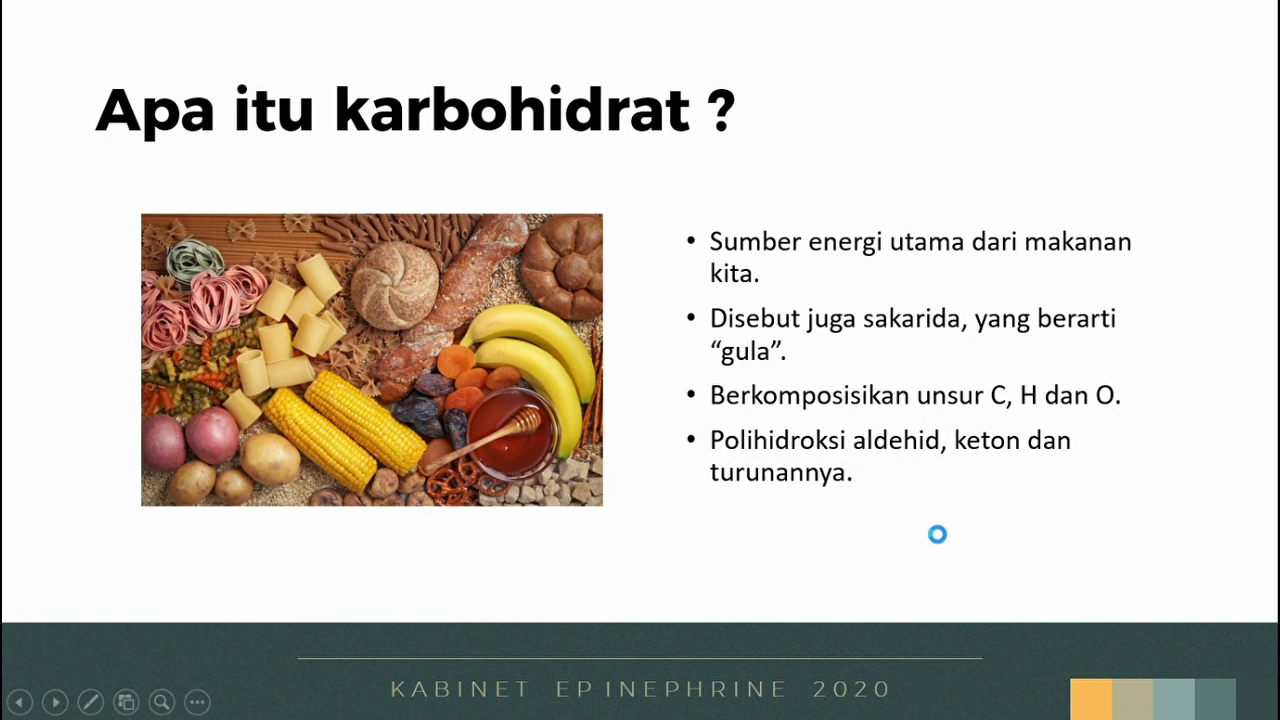 Apa itu karbohidrat ?
• Sumber energi utama dari makanan
kita.
• Disebut juga sakarida, yang berarti
“gula”.
• Berkomposisikan unsur C, H dan O.
• Polihidroksi aldehid, keton dan
turunannya.
KABINET EPINEPHRINE 2020